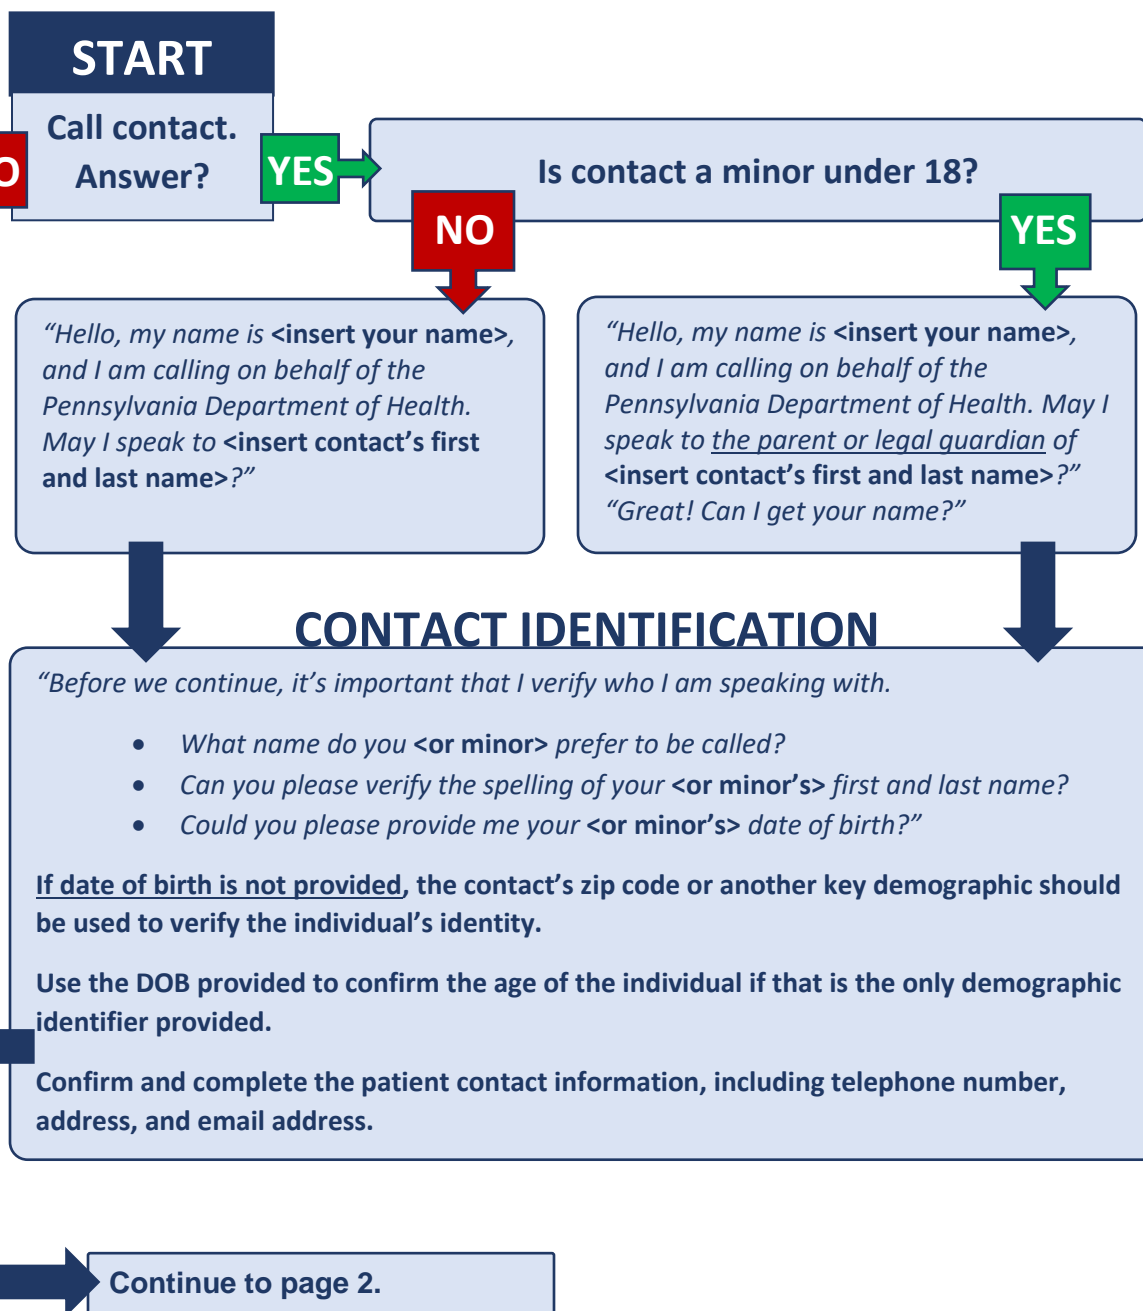 START
Call contact.
Answer?
YES
Is contact a minor under 18?
NO
YES
“Hello, my name is <insert your name>,
and I am calling on behalf of the
Pennsylvania Department of Health.
May I speak to <insert contact’s first
and last name>?”
“Hello, my name is <insert your name>,
and I am calling on behalf of the
Pennsylvania Department of Health. May I
speak to the parent or legal guardian of
<insert contact’s first and last name>?”
“Great! Can I get your name?”
CONTACT IDENTIFICATION
“Before we continue, it’s important that I verify who I am speaking with.
• What name do you <or minor> prefer to be called?
• Can you please verify the spelling of your <or minor’s> first and last name?
• Could you please provide me your <or minor’s> date of birth?”
If date of birth is not provided, the contact’s zip code or another key demographic should
be used to verify the individual’s identity.
Use the DOB provided to confirm the age of the individual if that is the only demographic
identifier provided.
Confirm and complete the patient contact information, including telephone number,
address, and email address.
Continue to page 2.